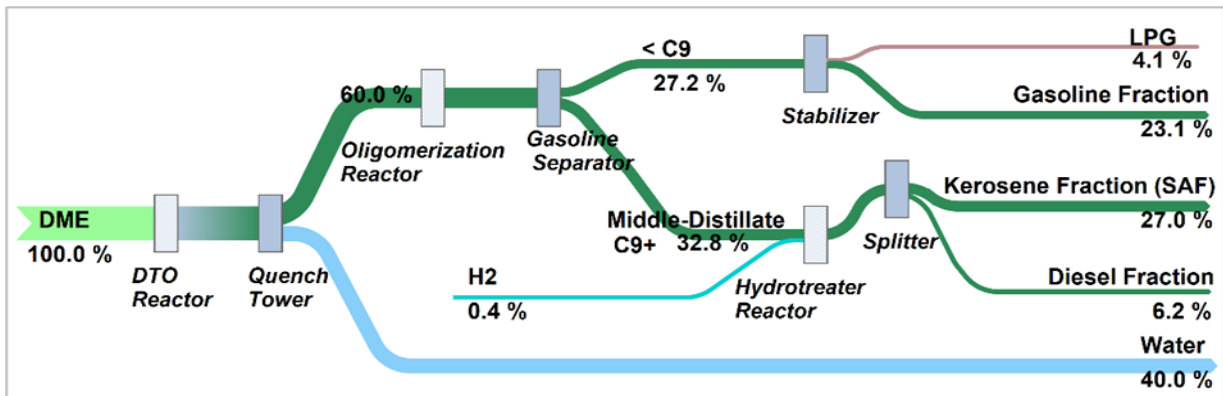 DME
100.0 %
DTO
Reactor
Quench
Tower
60.0 %
Oligomerization
Reactor
Gasoline
Separator
< C9
27.2 %
Stabilizer
LPG
4.1 %
Gasoline Fraction
23.1 %
Middle-Distillate
C9+ 32.8 %
H2
0.4 %
Hydrotreater
Reactor
Splitter
Kerosene Fraction (SAF)
27.0 %
Diesel Fraction
6.2 %
Water
40.0 %